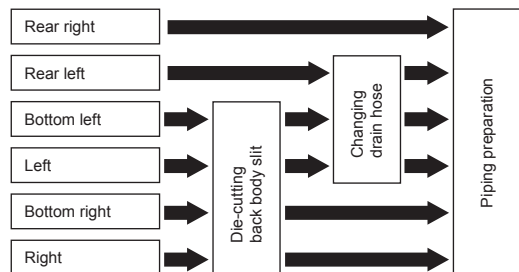 Rear right
Rear left
Bottom left
Left
Bottom right
Right
Die-cutting
back body slit
Changing
drain hose
Piping preparation